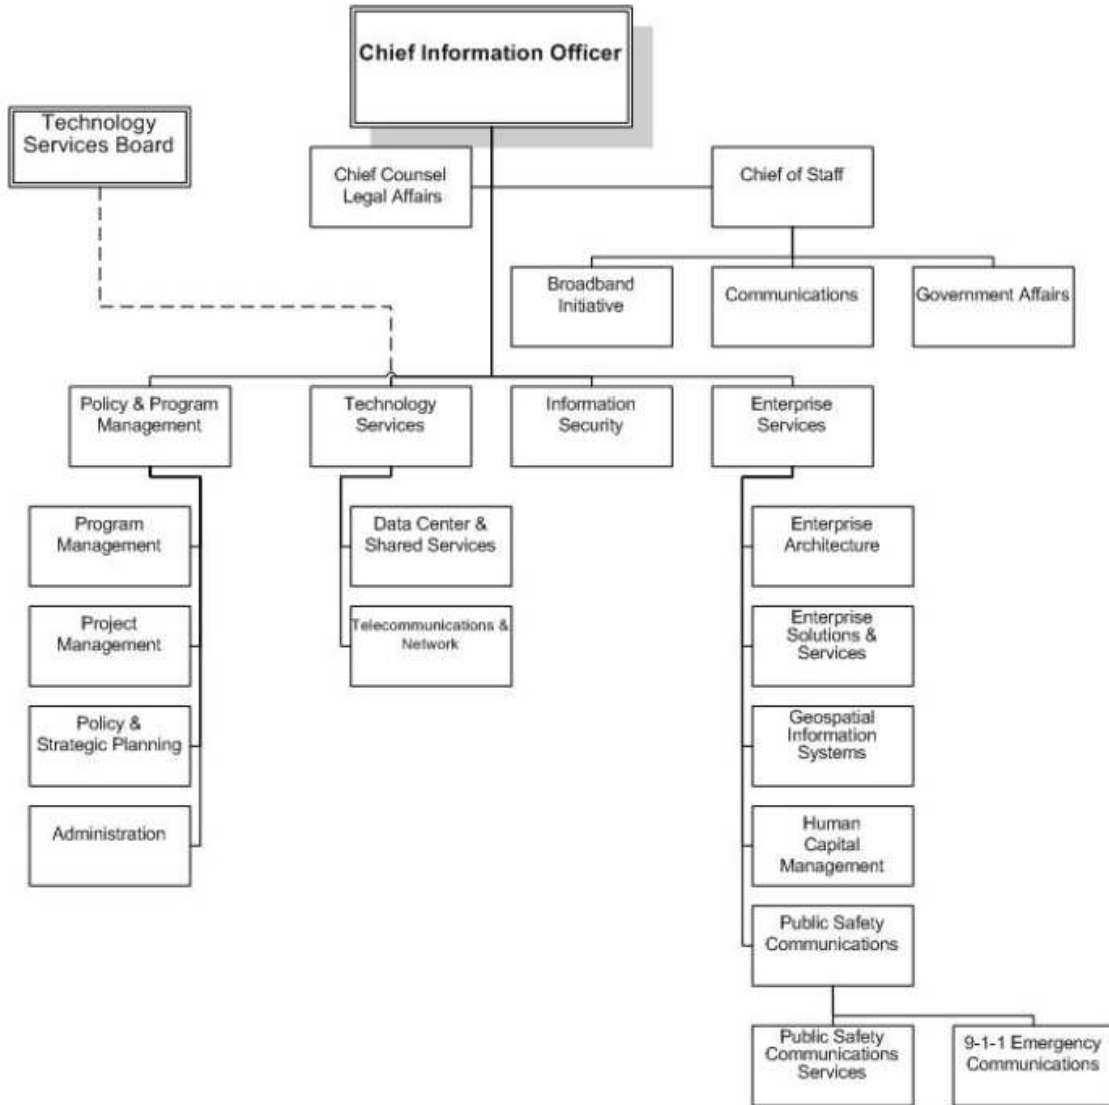 Chief Information Officer
Technology
Services Board
Chief Counsel
Legal Affairs
Chief of Staff
Broadband
Initiative
Communications
Government Affairs
Policy & Program
Management
Technology
Services
Information
Security
Enterprise
Services
Program
Management
Data Center &
Shared Services
Enterprise
Architecture
Project
Management
Telecommunications &
Network
Enterprise
Solutions &
Services
Policy &
Strategic Planning
Geospatial
Information
Systems
Administration
Human
Capital
Management
Public Safety
Communications
Public Safety
Communications
Services
9-1-1 Emergency
Communications